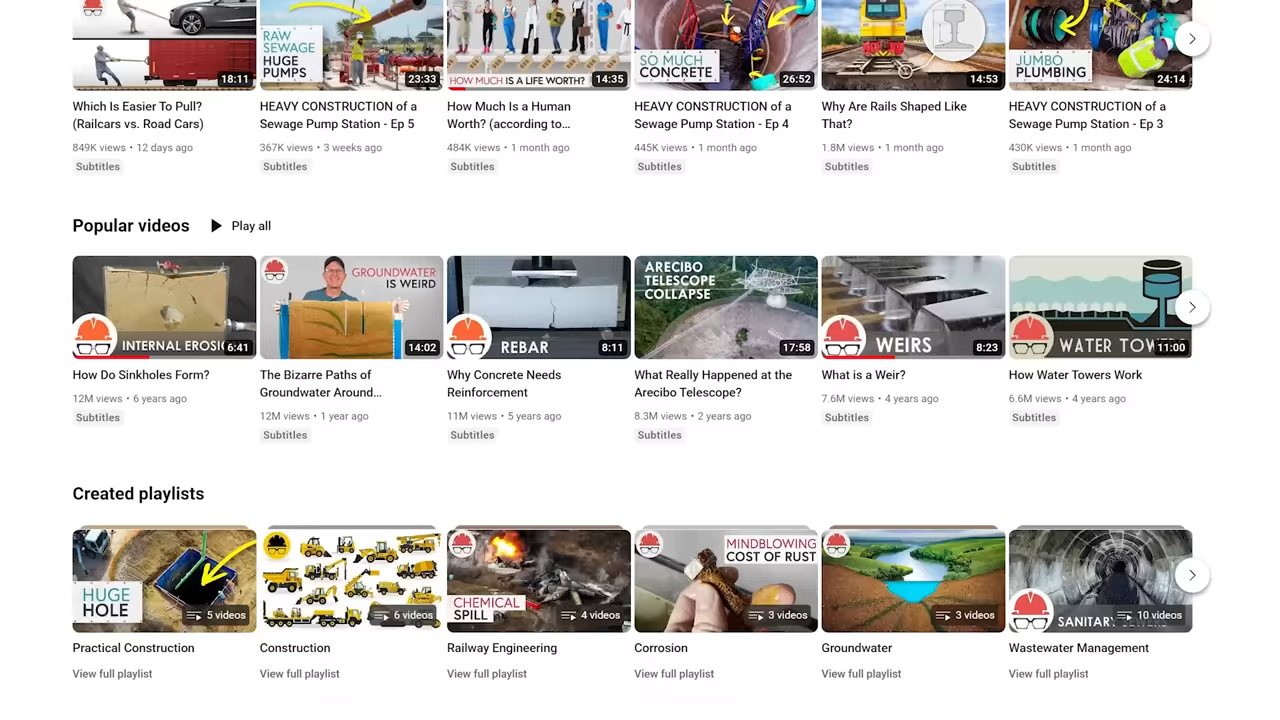 RAW
SEWAGE
HUGE
PUMPS
HOW MUCH IS A LIFE WORTH?
SO MUCH
CONCRETE
JUMBO
PLUMBING
18:11
23:33
14:35
26:52
14:53
24:14
Which Is Easier To Pull?
(Railcars vs. Road Cars)
849K views • 12 days ago
Subtitles
HEAVY CONSTRUCTION of a
Sewage Pump Station - Ep 5
367K views • 3 weeks ago
Subtitles
How Much Is a Human
Worth? (according to…
484K views • 1 month ago
Subtitles
HEAVY CONSTRUCTION of a
Sewage Pump Station - Ep 4
445K views • 1 month ago
Subtitles
Why Are Rails Shaped Like
That?
1.8M views • 1 month ago
Subtitles
HEAVY CONSTRUCTION of a
Sewage Pump Station - Ep 3
430K views • 1 month ago
Subtitles
Popular videos
Play all
INTERNAL EROSIO
6:41
GROUNDWATER
IS WEIRD
14:02
REBAR
8:11
ARECIBO
TELESCOPE
COLLAPSE
17:58
WEIRS
8:23
WATER TOWERS
11:00
How Do Sinkholes Form?
12M views • 6 years ago
Subtitles
The Bizarre Paths of
Groundwater Around…
12M views • 1 year ago
Subtitles
Why Concrete Needs
Reinforcement
11M views • 5 years ago
Subtitles
What Really Happened at the
Arecibo Telescope?
8.3M views • 2 years ago
Subtitles
What is a Weir?
7.6M views • 4 years ago
Subtitles
How Water Towers Work
6.6M views • 4 years ago
Subtitles
Created playlists
HUGE
HOLE
5 videos
6 videos
CHEMICAL
SPILL
4 videos
MINDBLOWING
COST OF RUST
3 videos
3 videos
SANITARY SEWERS
10 videos
Practical Construction
View full playlist
Construction
View full playlist
Railway Engineering
View full playlist
Corrosion
View full playlist
Groundwater
View full playlist
Wastewater Management
View full playlist